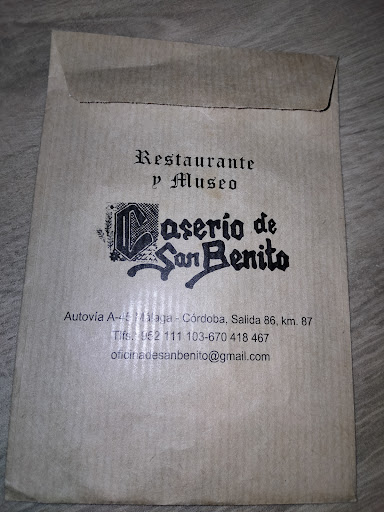 Restaurante
y Museo
Caserío de
San Benito
Autovía A-45 Málaga - Córdoba, Salida 86, km. 87
Tlfs.: 952 111 103-670 418 467
oficinadesanbenito@gmail.com